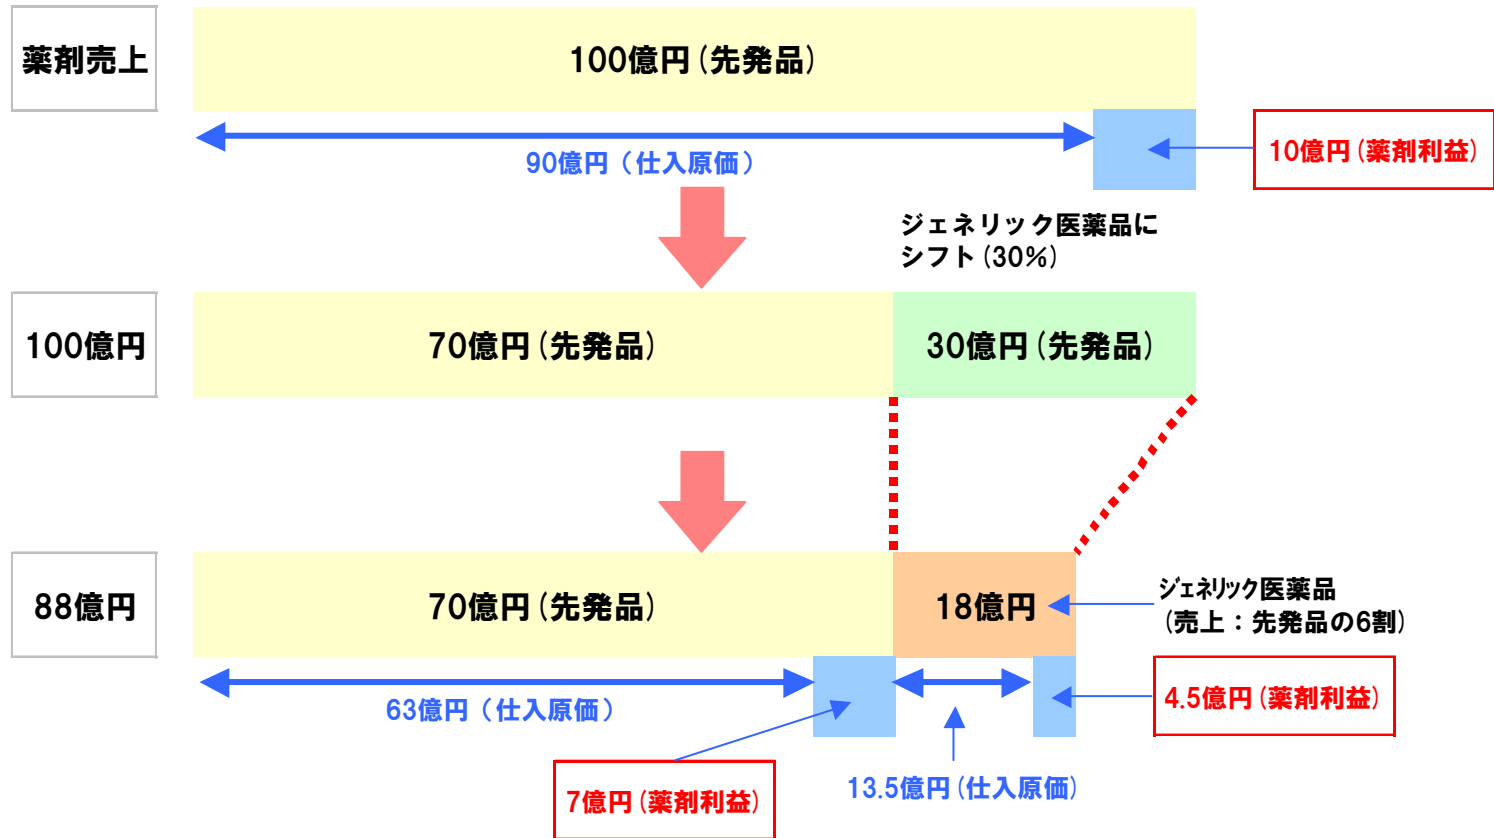 薬剤売上
100億円(先発品)
90億円(仕入原価)
10億円(薬剤利益)
ジェネリック医薬品に
シフト(30%)
100億円
70億円(先発品)
30億円(先発品)
88億円
70億円(先発品)
18億円
ジェネリック医薬品
(売上:先発品の6割)
63億円(仕入原価)
4.5億円(薬剤利益)
7億円(薬剤利益)
13.5億円(仕入原価)